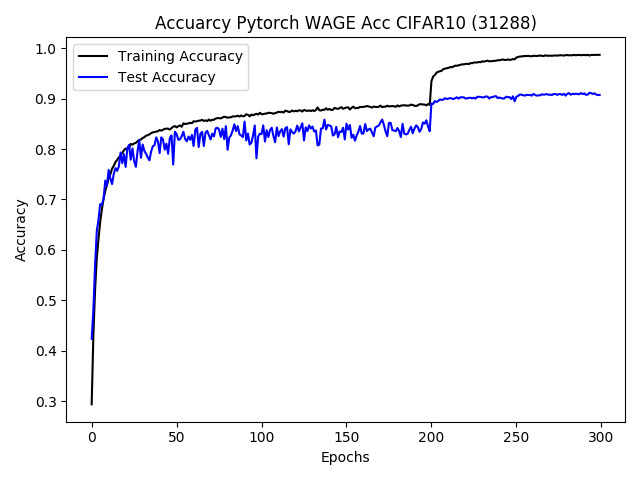 Accuarcy Pytorch WAGE Acc CIFAR10 (31288)
Training Accuracy
Test Accuracy
Accuracy
1.0
0.9
0.8
0.7
0.6
0.5
0.4
0.3
0 50 100 150 200 250 300
Epochs